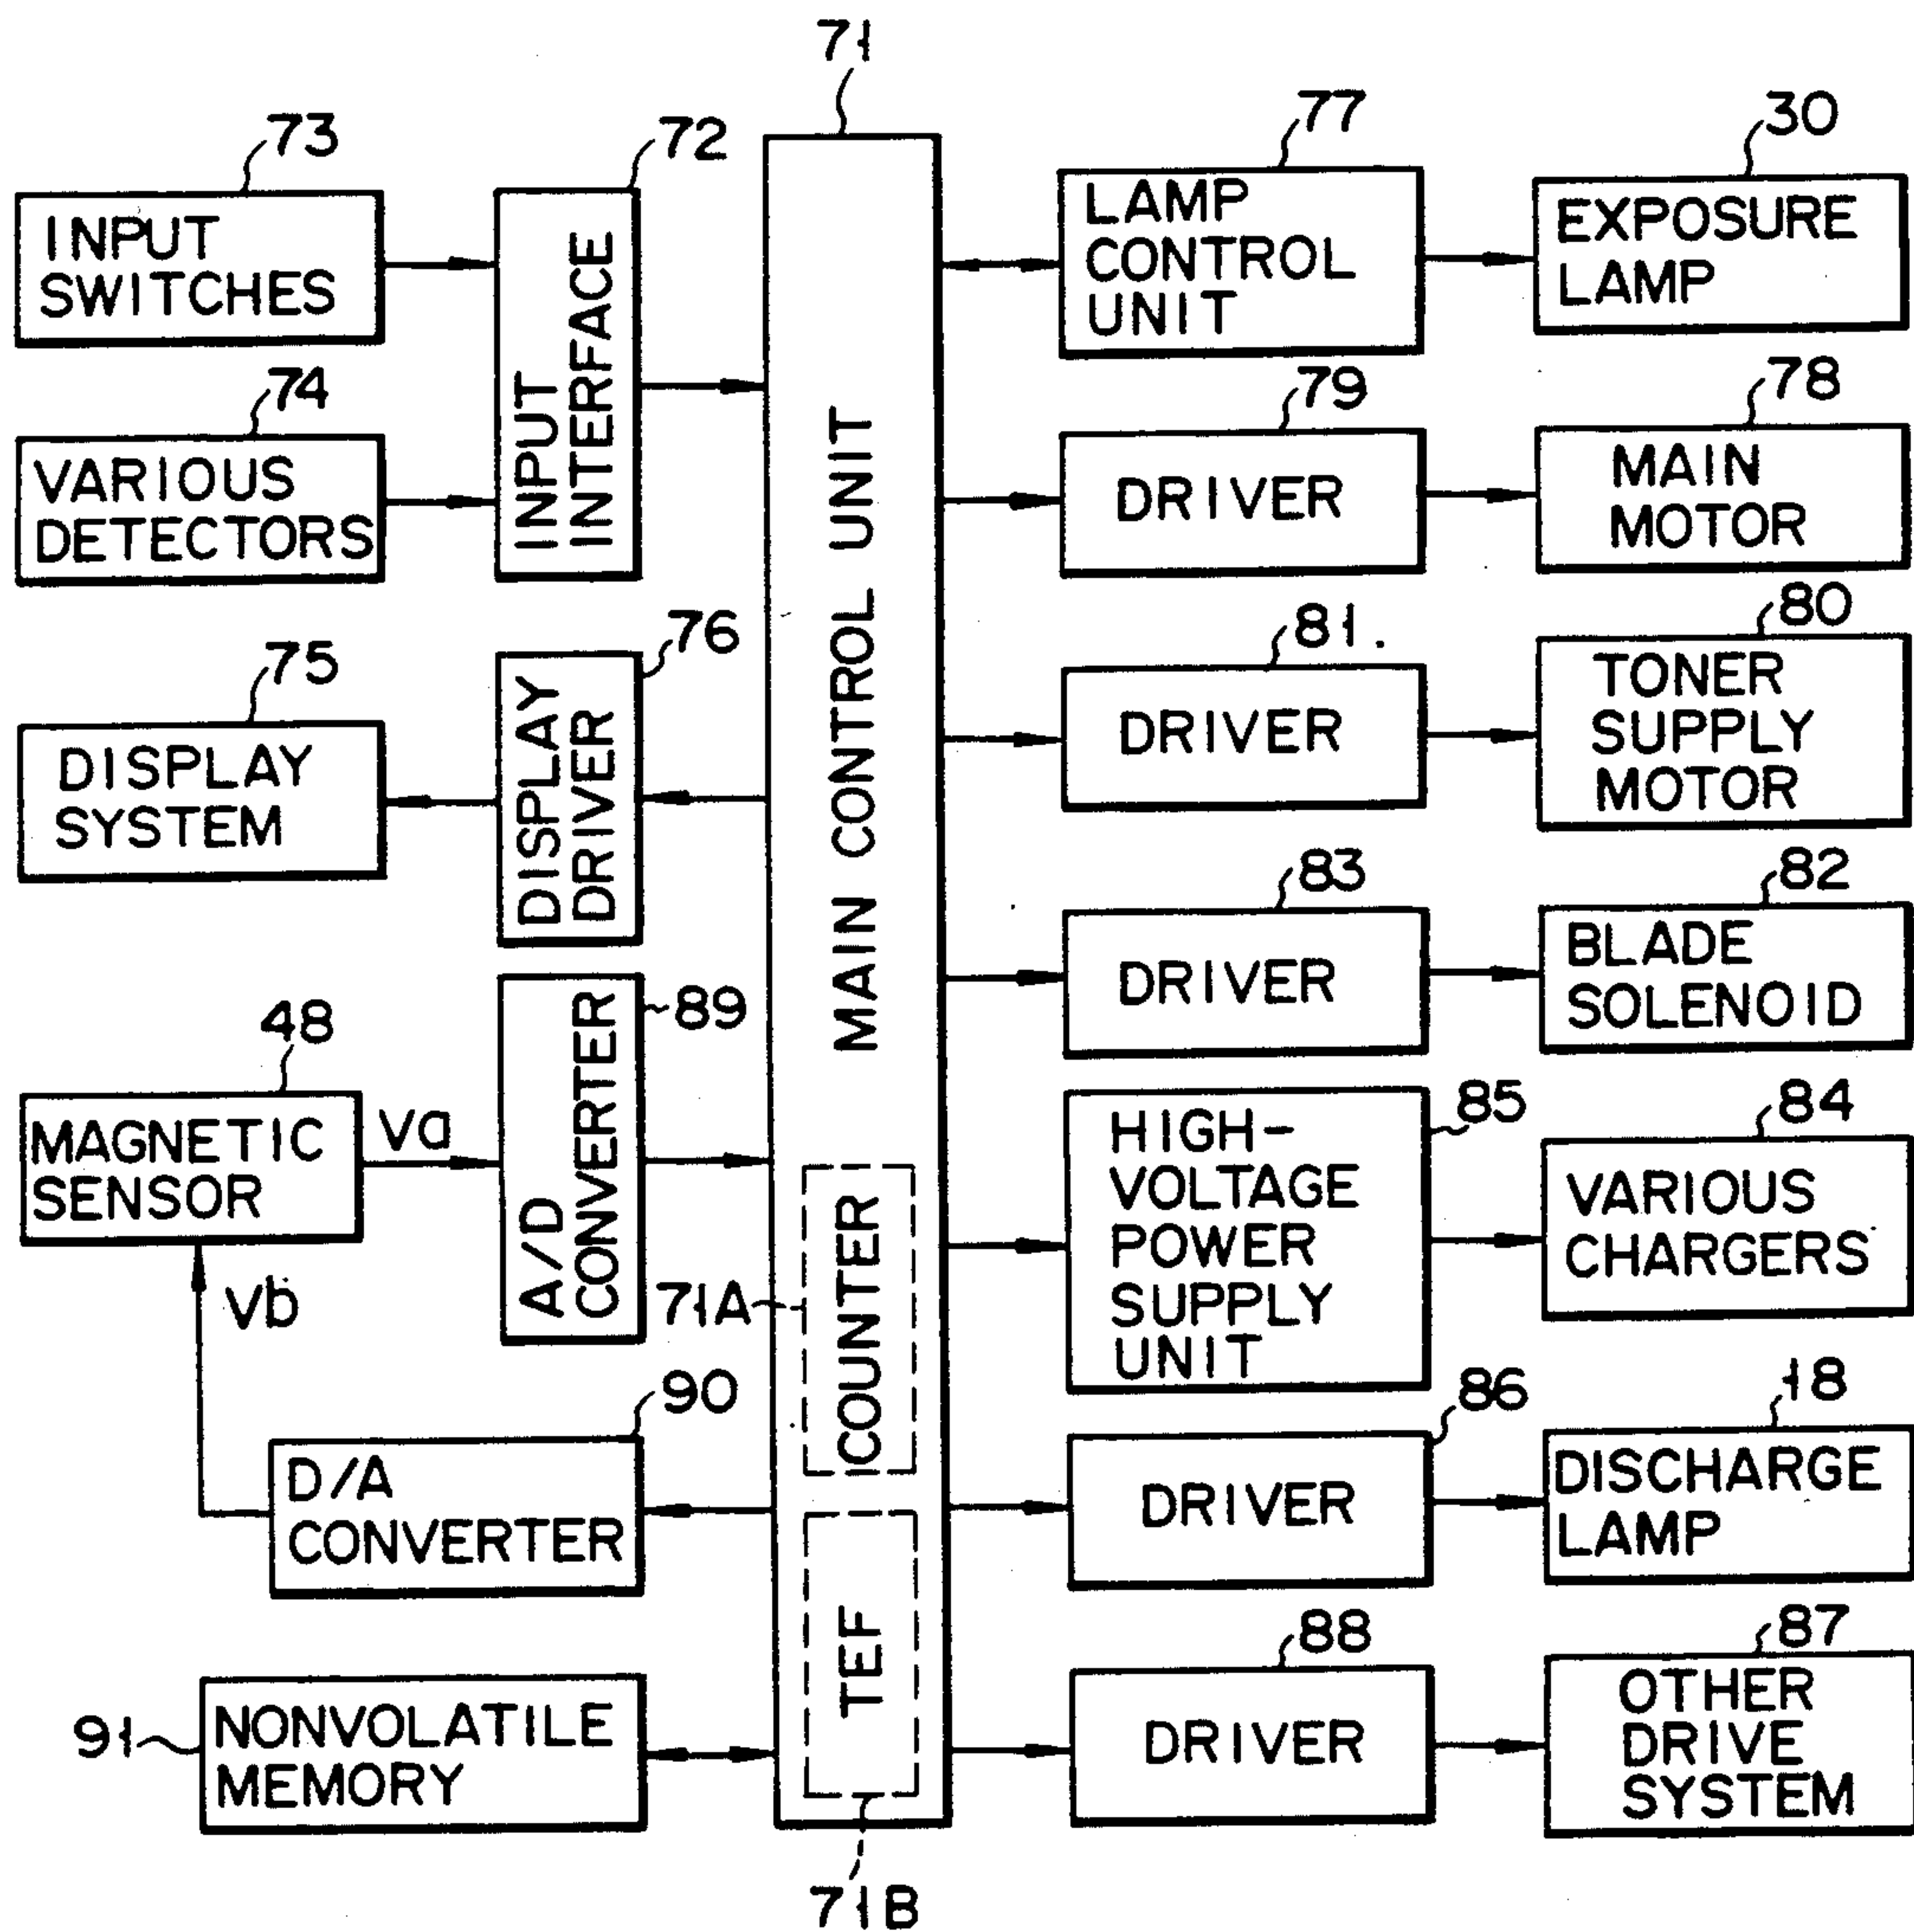 71
73
INPUT
SWITCHES
72
INPUT
INTERFACE
74
VARIOUS
DETECTORS
75
DISPLAY
SYSTEM
76
DISPLAY
DRIVER
48
MAGNETIC
SENSOR
Va
Vb
89
A/D
CONVERTER
90
D/A
CONVERTER
91
NONVOLATILE
MEMORY
MAIN CONTROL UNIT
71A
COUNTER
TEF
71B
77
LAMP
CONTROL
UNIT
30
EXPOSURE
LAMP
79
DRIVER
78
MAIN
MOTOR
81.
DRIVER
80
TONER
SUPPLY
MOTOR
83
DRIVER
82
BLADE
SOLENOID
85
HIGH-
VOLTAGE
POWER
SUPPLY
UNIT
84
VARIOUS
CHARGERS
86
DRIVER
18
DISCHARGE
LAMP
88
DRIVER
87
OTHER
DRIVE
SYSTEM